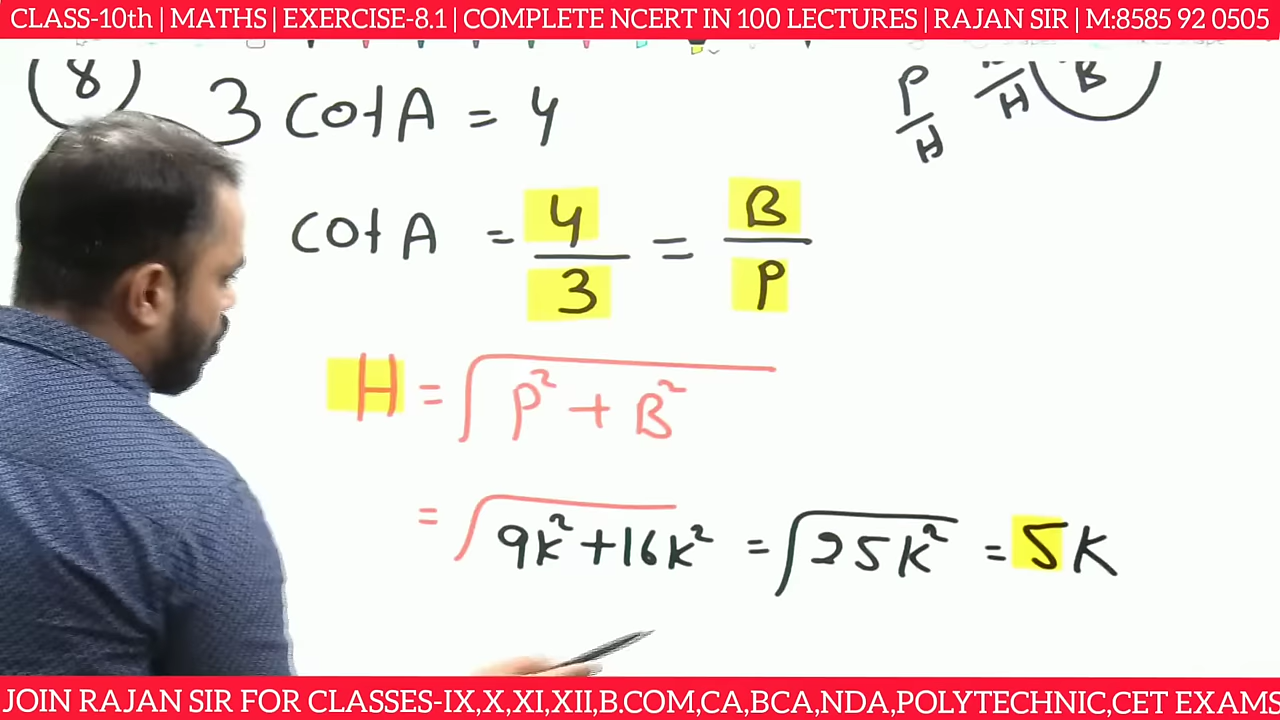 CLASS-10th | MATHS | EXERCISE-8.1 | COMPLETE NCERT IN 100 LECTURES | RAJAN SIR | M:8585 92 0505
8 3 cot A = 4
P/H /H B
cot A = 4/3 = B/P
H = √(P² + B²)
= √(9K² + 16K²) = √(25K²) = 5K
JOIN RAJAN SIR FOR CLASSES-IX,X,XI,XII,B.COM,CA,BCA,NDA,POLYTECHNIC,CET EXAMS